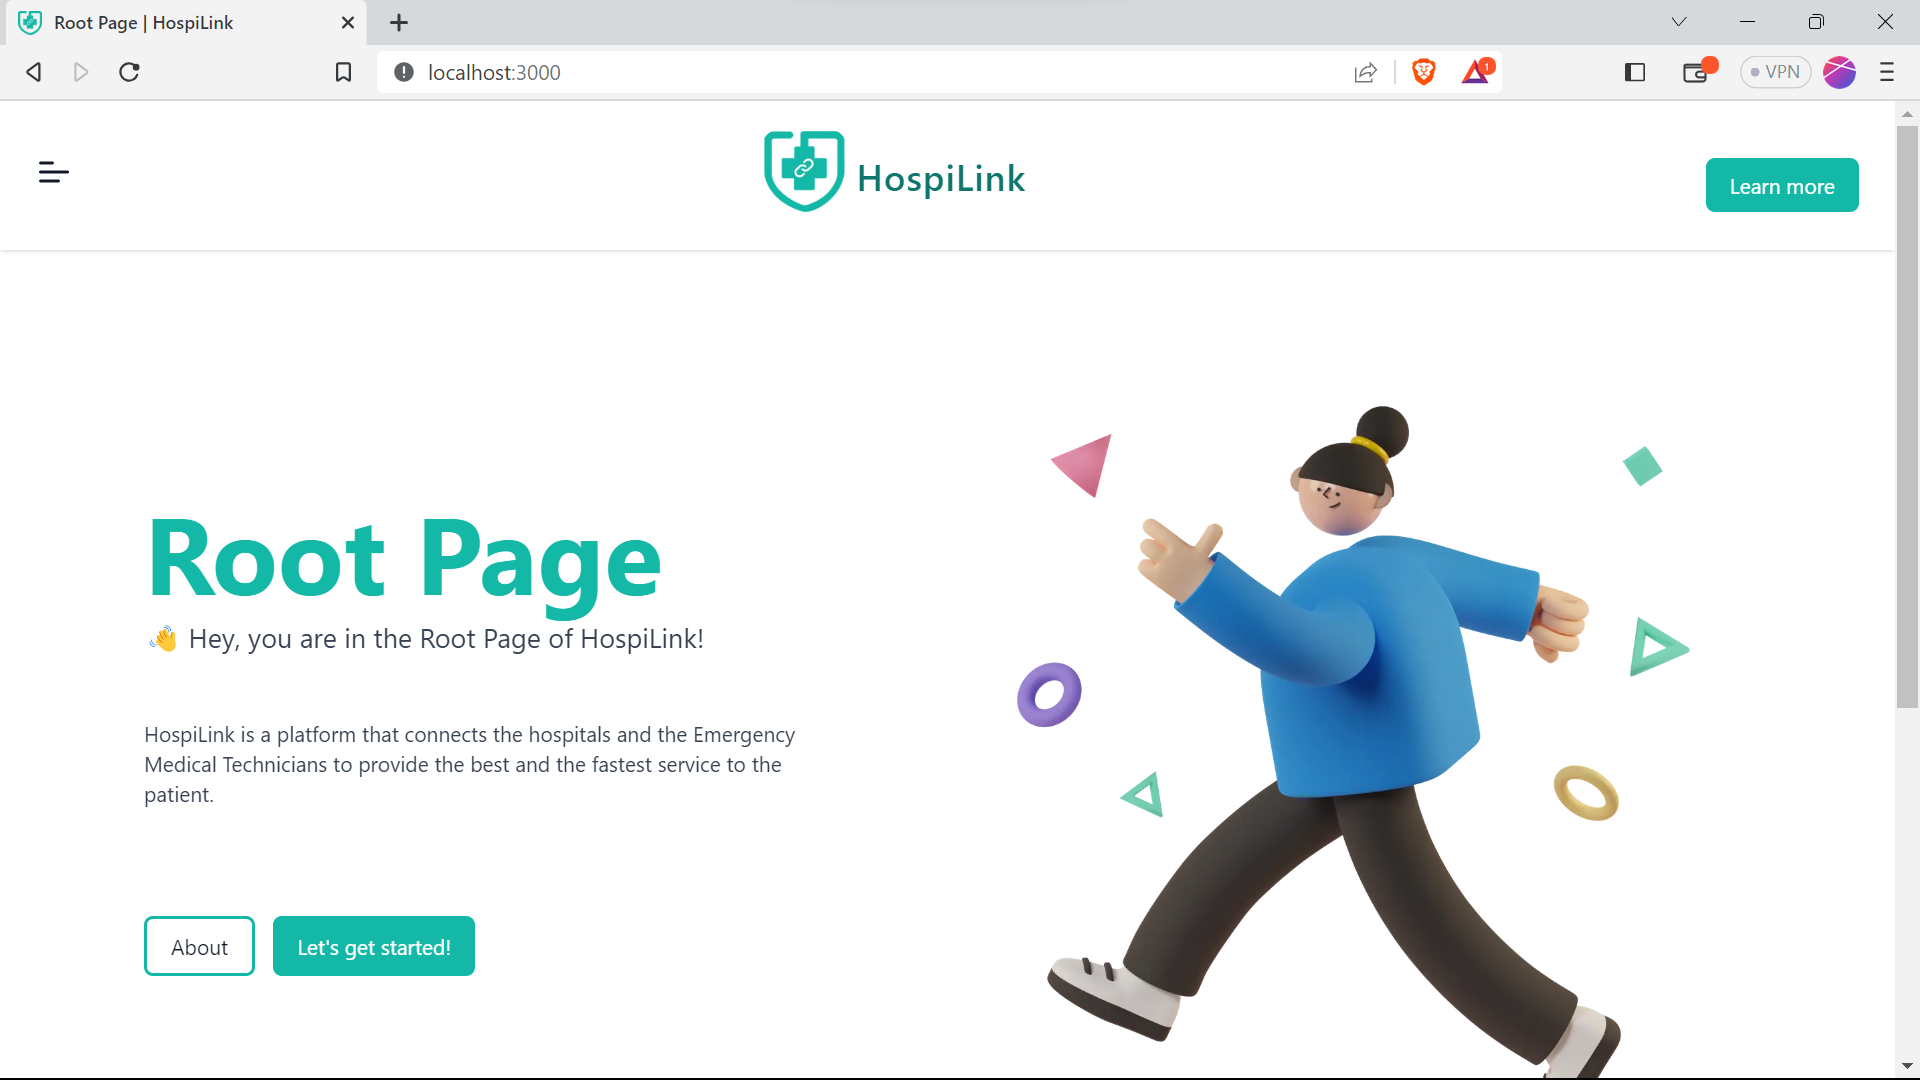 Root Page | HospiLink
localhost:3000
1
VPN
HospiLink
Learn more
Root Page
👋 Hey, you are in the Root Page of HospiLink!
HospiLink is a platform that connects the hospitals and the Emergency
Medical Technicians to provide the best and the fastest service to the
patient.
About
Let's get started!